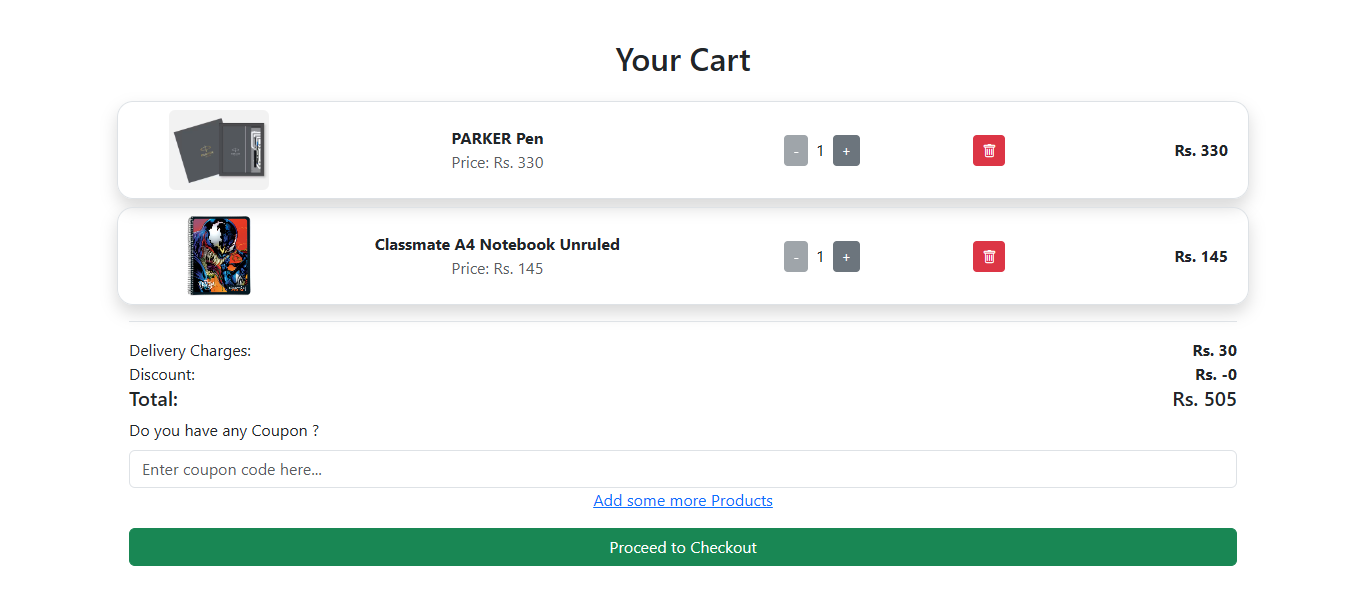 Your Cart
PARKER Pen
Price: Rs. 330
- 1 +
Rs. 330
Classmate A4 Notebook Unruled
Price: Rs. 145
- 1 +
Rs. 145
Delivery Charges: Rs. 30
Discount: Rs. -0
Total: Rs. 505
Do you have any Coupon ?
Enter coupon code here...
Add some more Products
Proceed to Checkout